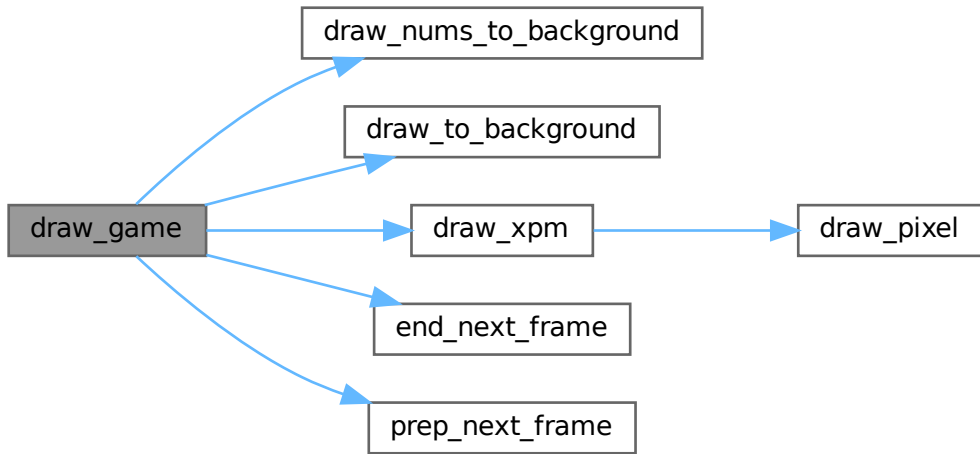 draw_nums_to_background
draw_to_background
draw_game
draw_xpm
draw_pixel
end_next_frame
prep_next_frame